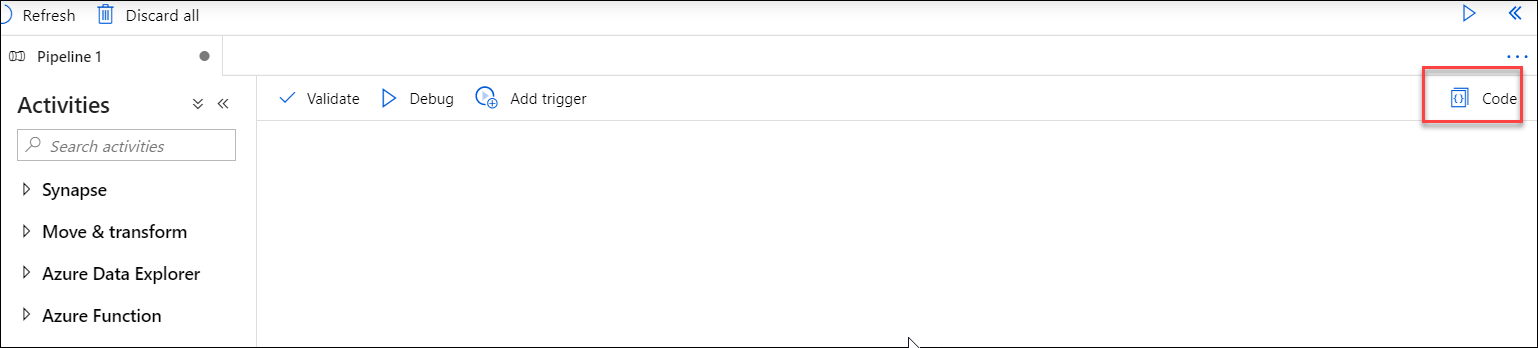 Refresh Discard all
Pipeline 1
Activities
Validate Debug Add trigger {} Code
Search activities
Synapse
Move & transform
Azure Data Explorer
Azure Function